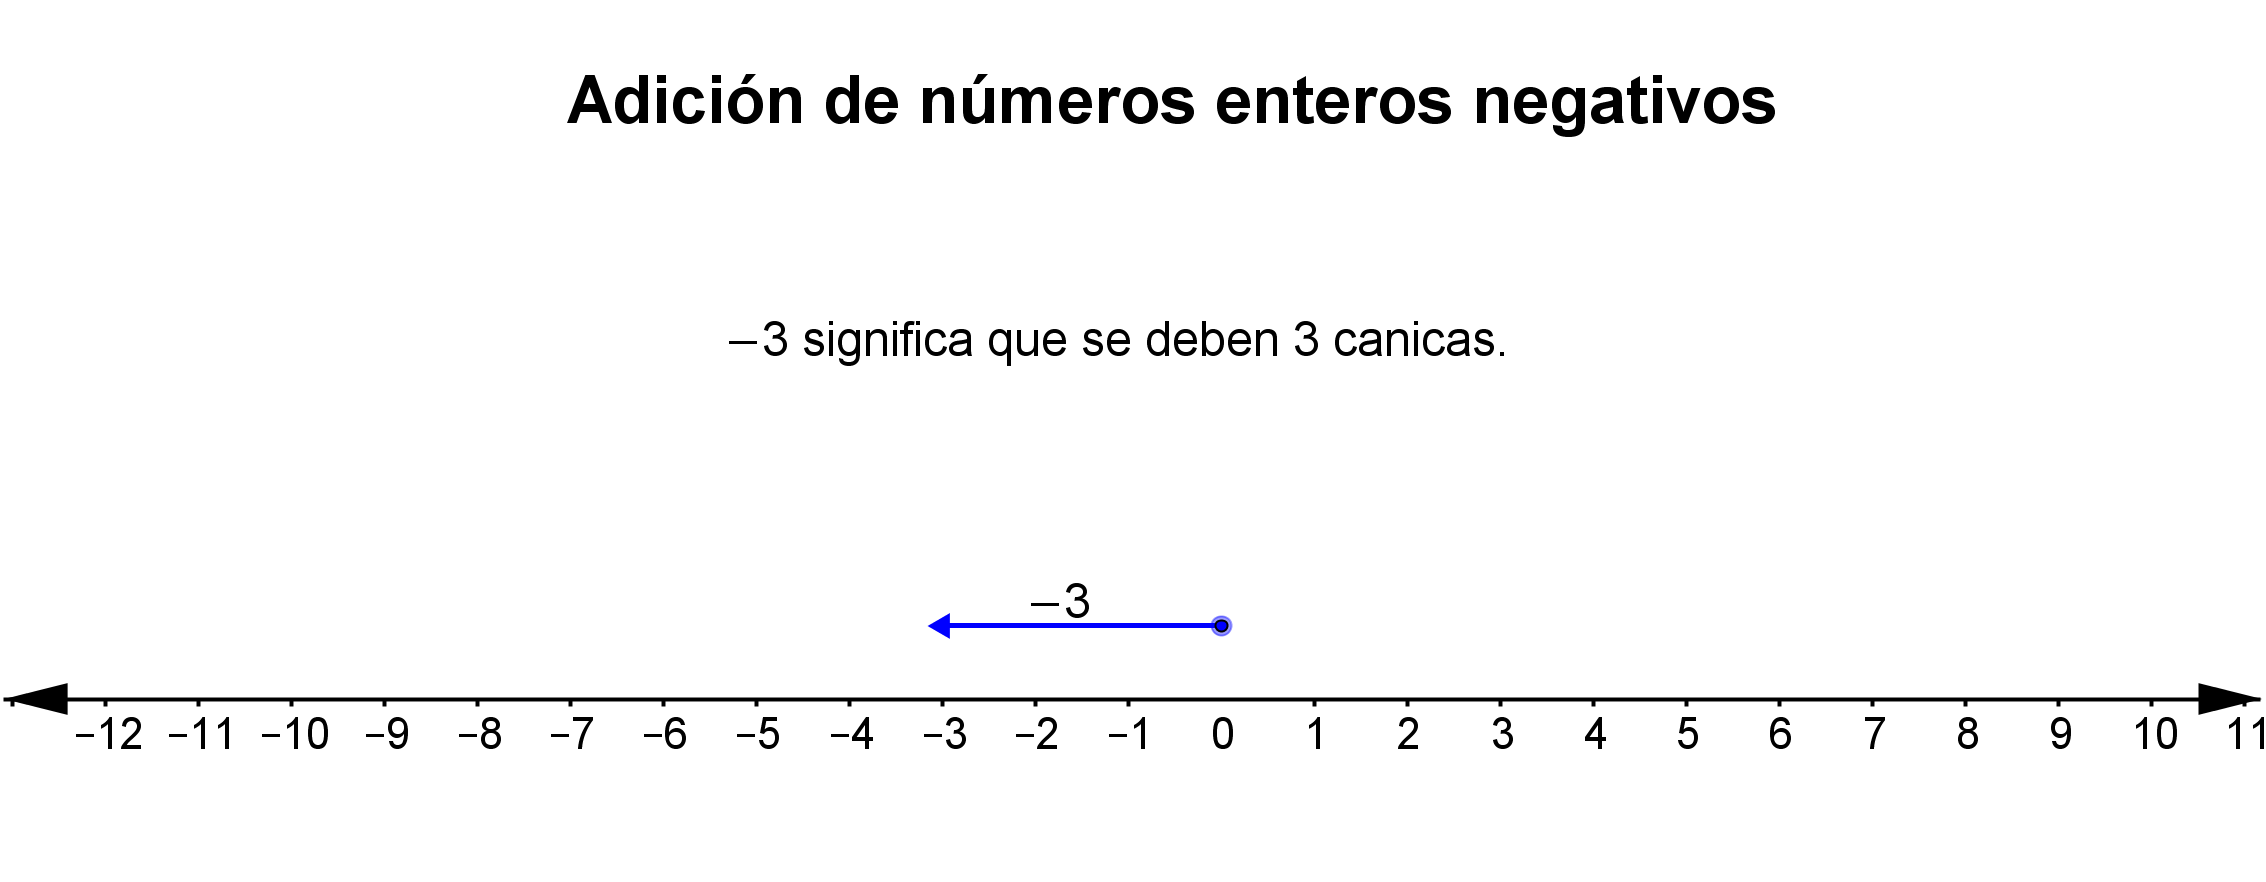 Adición de números enteros negativos
−3 significa que se deben 3 canicas.
−3
−12 −11 −10 −9 −8 −7 −6 −5 −4 −3 −2 −1 0 1 2 3 4 5 6 7 8 9 10 11